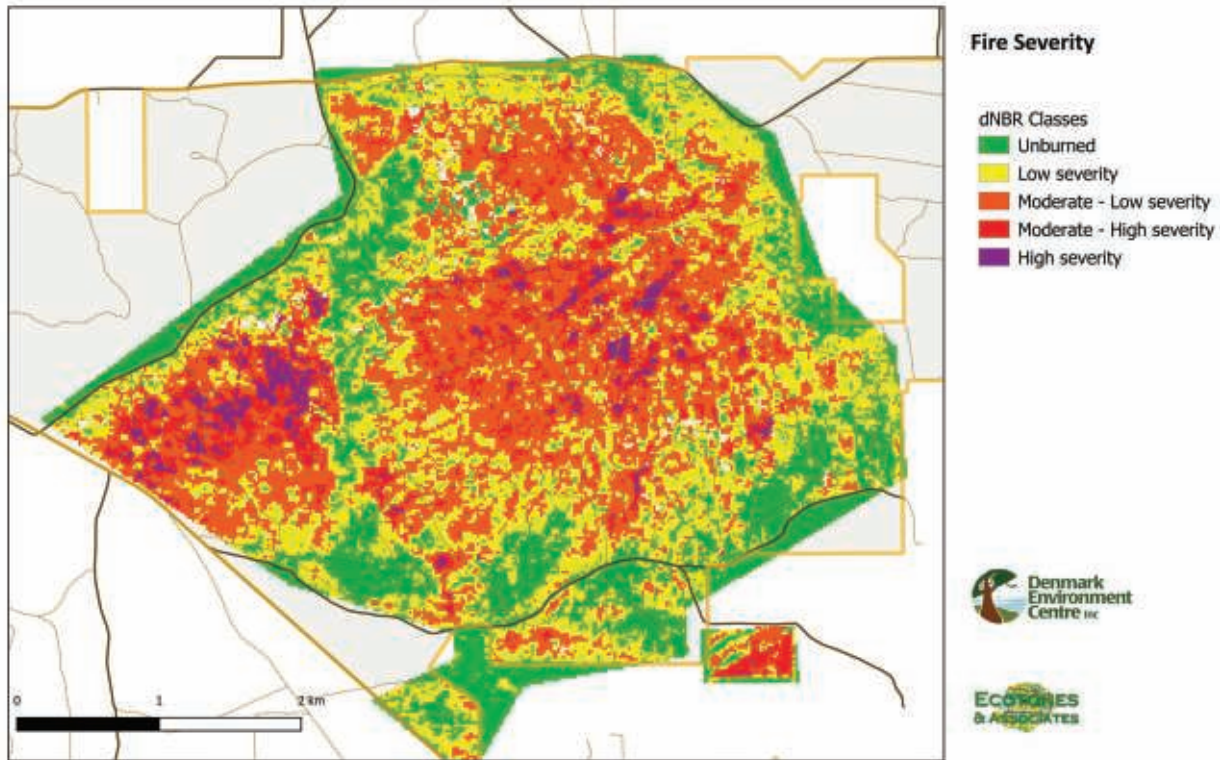 Fire Severity
dNBR Classes
Unburned
Low severity
Moderate - Low severity
Moderate - High severity
High severity
Denmark
Environment
Centre Inc
ECOTONES
& ASSOCIATES
0 1 2 km